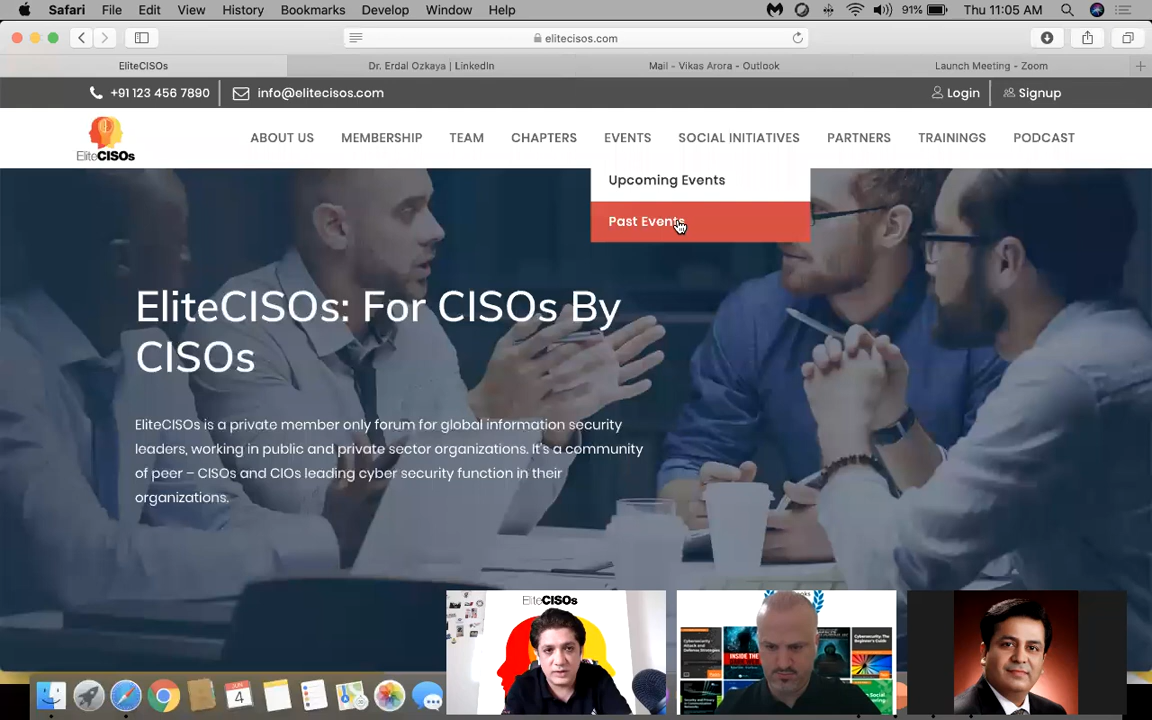 Safari File Edit View History Bookmarks Develop Window Help 91% Thu 11:05 AM
elitecisos.com
EliteCISOs Dr. Erdal Ozkaya | LinkedIn Mail - Vikas Arora - Outlook Launch Meeting - Zoom
+91 123 456 7890 info@elitecisos.com Login Signup
EliteCISOs ABOUT US MEMBERSHIP TEAM CHAPTERS EVENTS SOCIAL INITIATIVES PARTNERS TRAININGS PODCAST
Upcoming Events
Past Events
EliteCISOs: For CISOs By
CISOs
EliteCISOs is a private member only forum for global information security
leaders, working in public and private sector organizations. It's a community
of peer – CISOs and CIOs leading cyber security function in their
organizations.
EliteCISOs
JUN
4